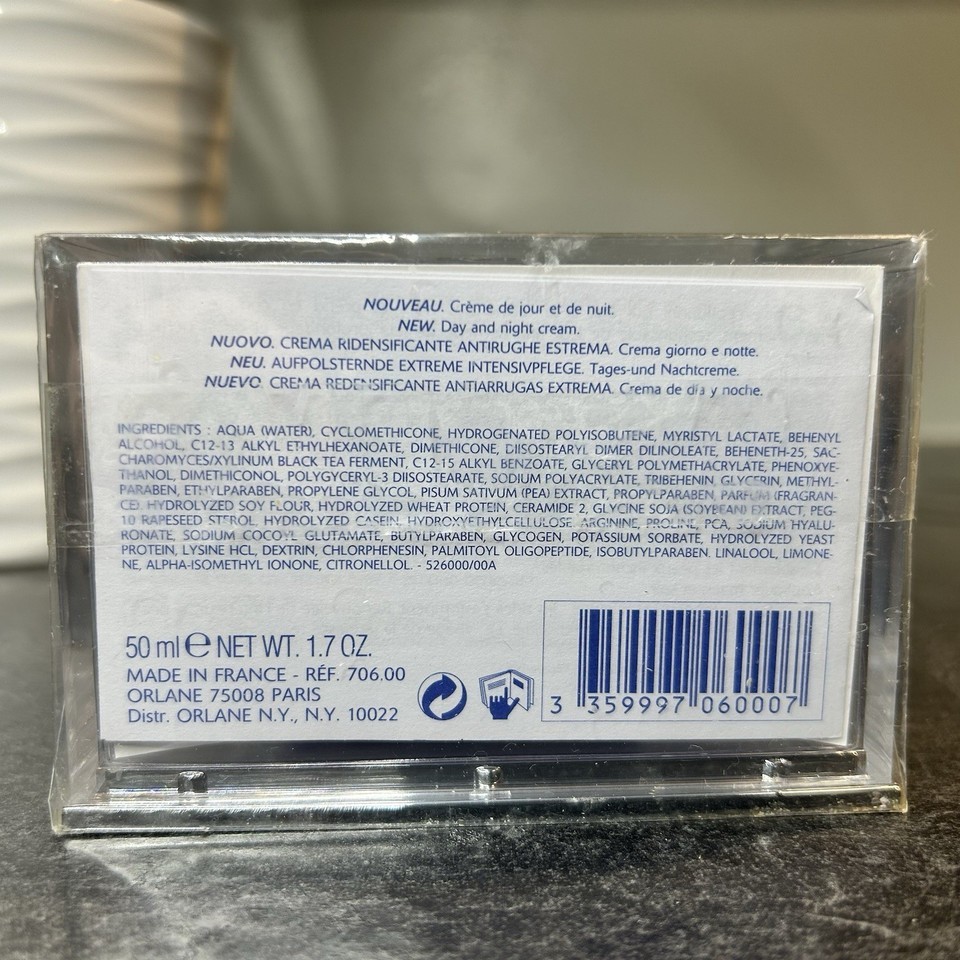 NOUVEAU. Crème de jour et de nuit.
NEW. Day and night cream.
NUOVO. CREMA RIDENSIFICANTE ANTIRUGHE ESTREMA. Crema giorno e notte.
NEU. AUFPOLSTERNDE EXTREME INTENSIVPFLEGE. Tages-und Nachtcreme.
NUEVO. CREMA REDENSIFICANTE ANTIARRUGAS EXTREMA. Crema de día y noche.
INGREDIENTS : AQUA (WATER), CYCLOMETHICONE, HYDROGENATED POLYISOBUTENE, MYRISTYL LACTATE, BEHENYL
ALCOHOL, C12-13 ALKYL ETHYLHEXANOATE, DIMETHICONE, DIISOSTEARYL DIMER DILINOLEATE, BEHENETH-25, SAC-
CHAROMYCES/XYLINUM BLACK TEA FERMENT, C12-15 ALKYL BENZOATE, GLYCERYL POLYMETHACRYLATE, PHENOXYE-
THANOL, DIMETHICONOL, POLYGLYCERYL-3 DIISOSTEARATE, SODIUM POLYACRYLATE, TRIBEHENIN, GLYCERIN, METHYL-
PARABEN, ETHYLPARABEN, PROPYLENE GLYCOL, PISUM SATIVUM (PEA) EXTRACT, PROPYLPARABEN, PARFUM (FRAGRAN-
CE), HYDROLYZED SOY FLOUR, HYDROLYZED WHEAT PROTEIN, CERAMIDE 2, GLYCINE SOJA (SOYBEAN) EXTRACT, PEG-
10 RAPESEED STEROL, HYDROLYZED CASEIN, HYDROXYETHYLCELLULOSE, ARGININE, PROLINE, PCA, SODIUM HYALU-
RONATE, SODIUM COCOYL GLUTAMATE, BUTYLPARABEN, GLYCOGEN, POTASSIUM SORBATE, HYDROLYZED YEAST
PROTEIN, LYSINE HCL, DEXTRIN, CHLORPHENESIN, PALMITOYL OLIGOPEPTIDE, ISOBUTYLPARABEN. LINALOOL, LIMONE-
NE, ALPHA-ISOMETHYL IONONE, CITRONELLOL. - 526000/00A
50 ml e NET WT. 1.7 OZ.
MADE IN FRANCE - RÉF. 706.00
ORLANE 75008 PARIS
Distr. ORLANE N.Y., N.Y. 10022
3 359997 060007